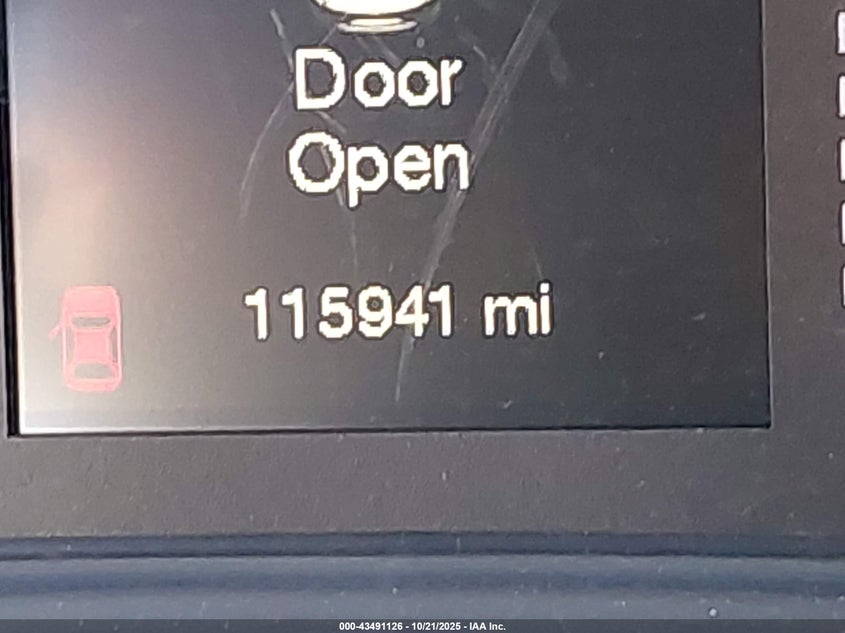 Door
Open
115941 mi
000-43491126 - 10/21/2025 - IAA Inc.